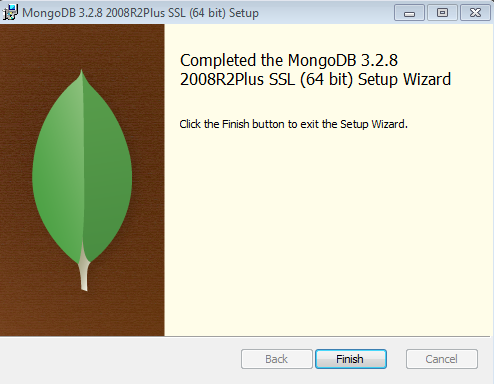 MongoDB 3.2.8 2008R2Plus SSL (64 bit) Setup
Completed the MongoDB 3.2.8
2008R2Plus SSL (64 bit) Setup Wizard
Click the Finish button to exit the Setup Wizard.
Back Finish Cancel